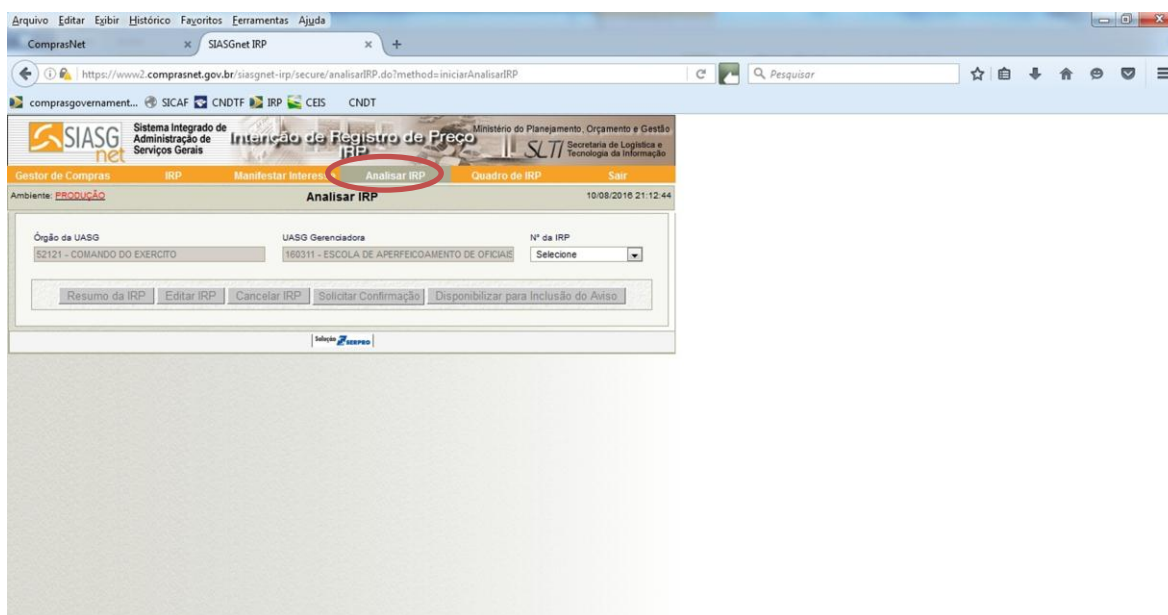 Arquivo Editar Exibir Histórico Favoritos Ferramentas Ajuda
ComprasNet × SIASGnet IRP × +
https://www2.comprasnet.gov.br/siasgnet-irp/secure/analisarIRP.do?method=iniciarAnalisarIRP Pesquisar
comprasgovernament... SICAF CNDTF IRP CEIS CNDT
SIASG net
Sistema Integrado de
Administração de
Serviços Gerais
Intenção de Registro de Preço
IRP
Ministério do Planejamento, Orçamento e Gestão
SLTI Secretaria de Logística e
Tecnologia da Informação
Gestor de Compras IRP Manifestar Interesse Analisar IRP Quadro de IRP Sair
Ambiente: PRODUÇÃO Analisar IRP 10/08/2016 21:12:44
Órgão da UASG UASG Gerenciadora Nº da IRP
52121 - COMANDO DO EXERCITO 160311 - ESCOLA DE APERFEICOAMENTO DE OFICIAIS Selecione
Resumo da IRP Editar IRP Cancelar IRP Solicitar Confirmação Disponibilizar para Inclusão do Aviso
Solução SERPRO